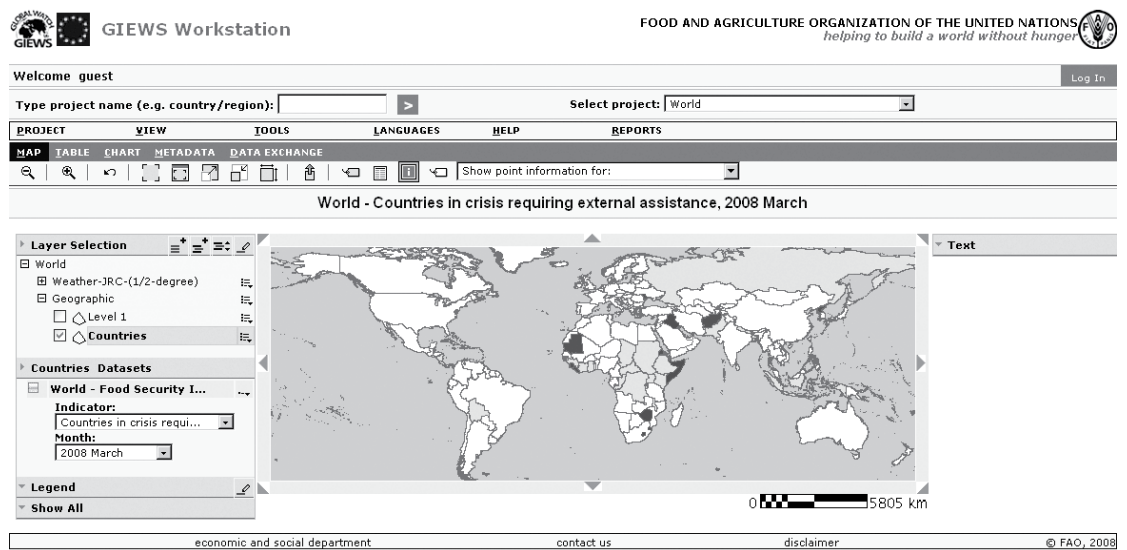 GLOBAL WATCH
GIEWS
GIEWS Workstation
FOOD AND AGRICULTURE ORGANIZATION OF THE UNITED NATIONS
helping to build a world without hunger
Welcome guest
Log In
Type project name (e.g. country/region):
>
Select project: World
PROJECT VIEW TOOLS LANGUAGES HELP REPORTS
MAP TABLE CHART METADATA DATA EXCHANGE
Show point information for:
World - Countries in crisis requiring external assistance, 2008 March
Layer Selection
World
Weather-JRC-(1/2-degree)
Geographic
Level 1
Countries
Countries Datasets
World - Food Security I...
Indicator:
Countries in crisis requi...
Month:
2008 March
Legend
Show All
Text
0 5805 km
economic and social department contact us disclaimer © FAO, 2008